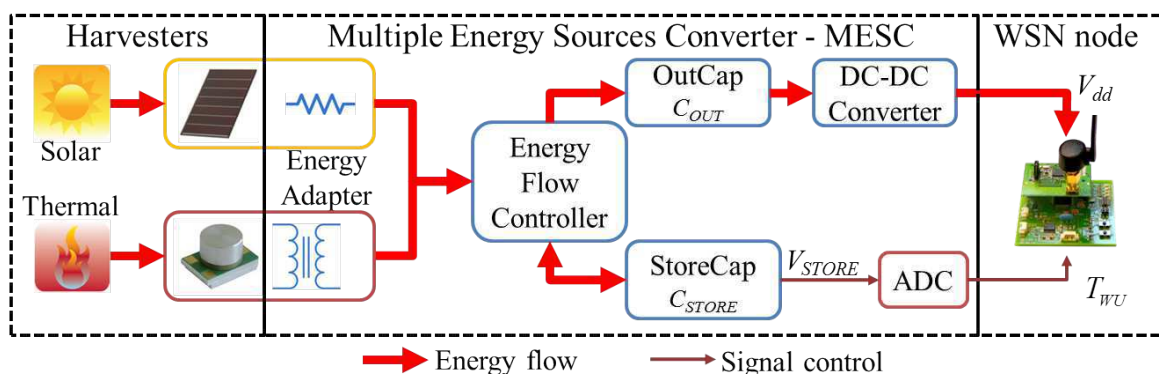 Harvesters
Multiple Energy Sources Converter - MESC
WSN node
Solar
Thermal
Energy
Adapter
Energy
Flow
Controller
OutCap
C_OUT
DC-DC
Converter
V_dd
StoreCap
C_STORE
V_STORE
ADC
T_WU
Energy flow
Signal control